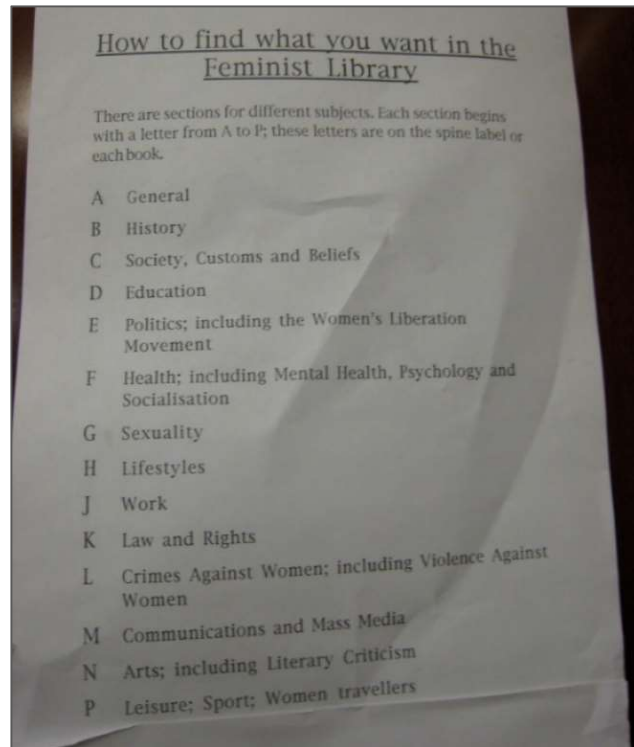 How to find what you want in the
Feminist Library
There are sections for different subjects. Each section begins
with a letter from A to P; these letters are on the spine label or
each book.
A General
B History
C Society, Customs and Beliefs
D Education
E Politics; including the Women's Liberation
Movement
F Health; including Mental Health, Psychology and
Socialisation
G Sexuality
H Lifestyles
J Work
K Law and Rights
L Crimes Against Women; including Violence Against
Women
M Communications and Mass Media
N Arts; including Literary Criticism
P Leisure; Sport; Women travellers